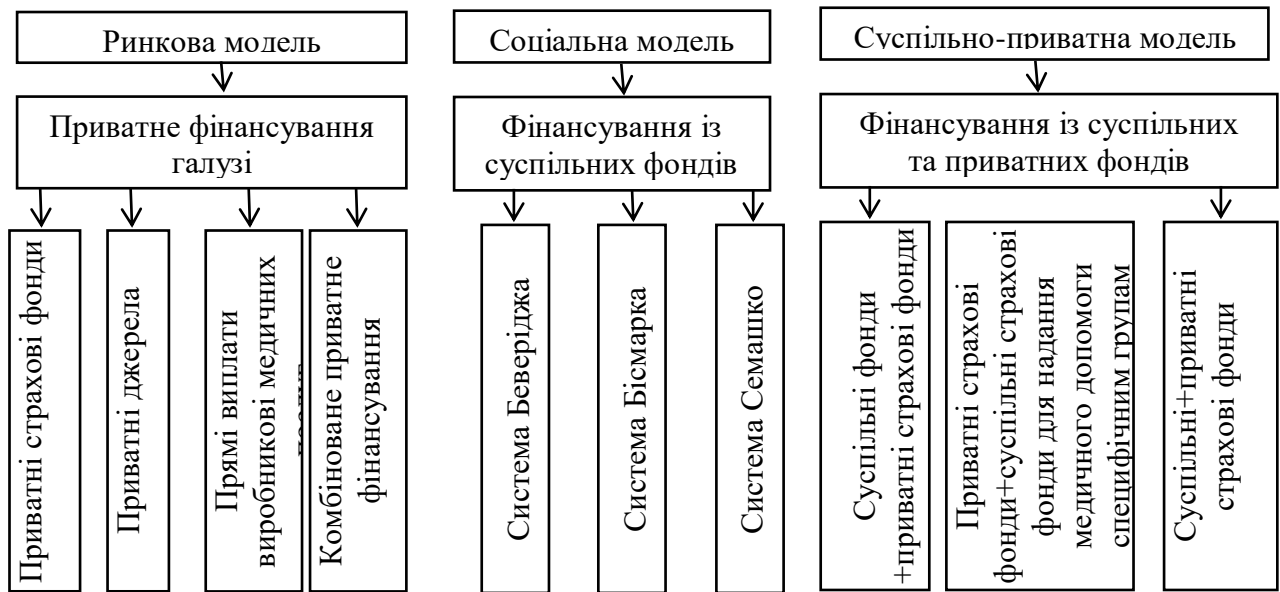 Ринкова модель
Соціальна модель
Суспільно-приватна модель
Приватне фінансування
галузі
Фінансування із
суспільних фондів
Фінансування із суспільних
та приватних фондів
Приватні страхові фонди
Приватні джерела
Прямі виплати
виробникові медичних
Комбіноване приватне
фінансування
Система Беверіджа
Система Бісмарка
Система Семашко
Суспільні фонди
+приватні страхові фонди
Приватні страхові
фонди+суспільні страхові
фонди для надання
медичного допомоги
специфічним групам
Суспільні+приватні
страхові фонди